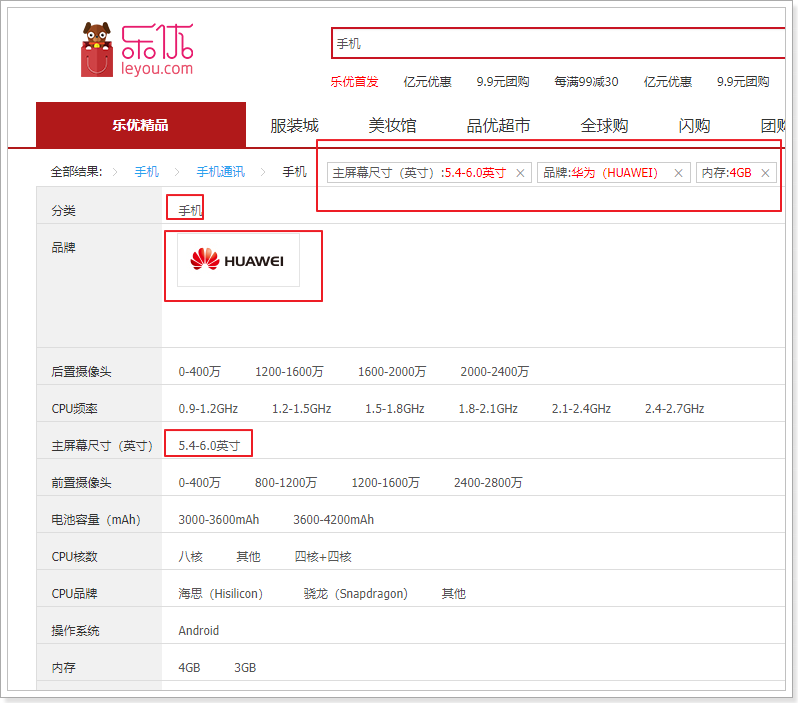 乐优
leyou.com
手机
乐优首发 亿元优惠 9.9元团购 每满99减30 亿元优惠 9.9元团购
乐优精品 服装城 美妆馆 品优超市 全球购 闪购 团购
全部结果: 手机 手机通讯 手机 主屏幕尺寸（英寸）:5.4-6.0英寸 × 品牌:华为（HUAWEI） × 内存:4GB ×
分类 手机
品牌 HUAWEI
后置摄像头 0-400万 1200-1600万 1600-2000万 2000-2400万
CPU频率 0.9-1.2GHz 1.2-1.5GHz 1.5-1.8GHz 1.8-2.1GHz 2.1-2.4GHz 2.4-2.7GHz
主屏幕尺寸（英寸） 5.4-6.0英寸
前置摄像头 0-400万 800-1200万 1200-1600万 2400-2800万
电池容量（mAh） 3000-3600mAh 3600-4200mAh
CPU核数 八核 其他 四核+四核
CPU品牌 海思（Hisilicon） 骁龙（Snapdragon) 其他
操作系统 Android
内存 4GB 3GB